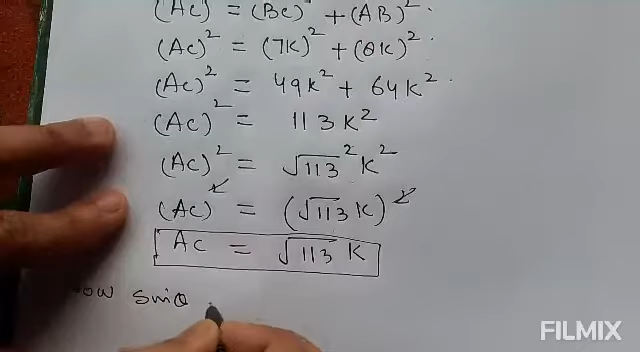 (AC)² = (BC)² + (AB)².
(AC)² = (7K)² + (8K)².
(AC)² = 49K² + 64K².
(AC)² = 113K²
(AC)² = √113² K²
(AC)² = (√113 K)²
AC = √113 K
now sinθ
FILMIX